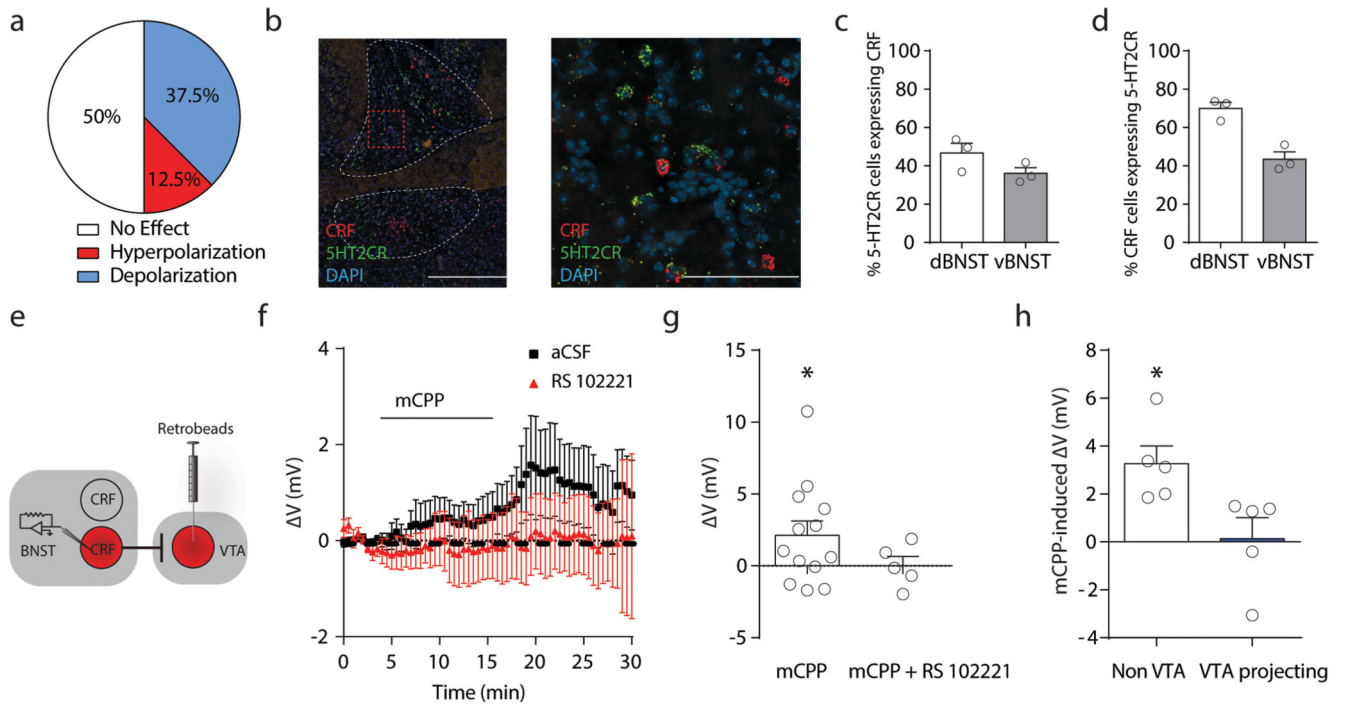 a
50%
37.5%
12.5%
No Effect
Hyperpolarization
Depolarization
b
CRF
5HT2CR
DAPI
CRF
5HT2CR
DAPI
c
% 5-HT2CR cells expressing CRF
100
80
60
40
20
0
dBNST vBNST
d
% CRF cells expressing 5-HT2CR
100
80
60
40
20
0
dBNST vBNST
e
Retrobeads
CRF
BNST
CRF
VTA
f
aCSF
RS 102221
mCPP
ΔV (mV)
4
2
0
-2
0 5 10 15 20 25 30
Time (min)
g
*
ΔV (mV)
15
10
5
0
-5
mCPP mCPP + RS 102221
h
*
mCPP-induced ΔV (mV)
8
6
4
2
0
-2
-4
Non VTA VTA projecting